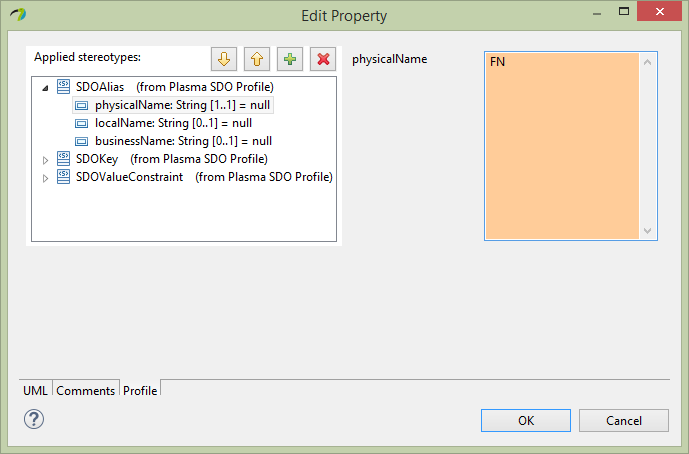 Edit Property
Applied stereotypes:
SDOAlias (from Plasma SDO Profile)
physicalName: String [1..1] = null
localName: String [0..1] = null
businessName: String [0..1] = null
SDOKey (from Plasma SDO Profile)
SDOValueConstraint (from Plasma SDO Profile)
physicalName
FN
UML
Comments
Profile
OK
Cancel